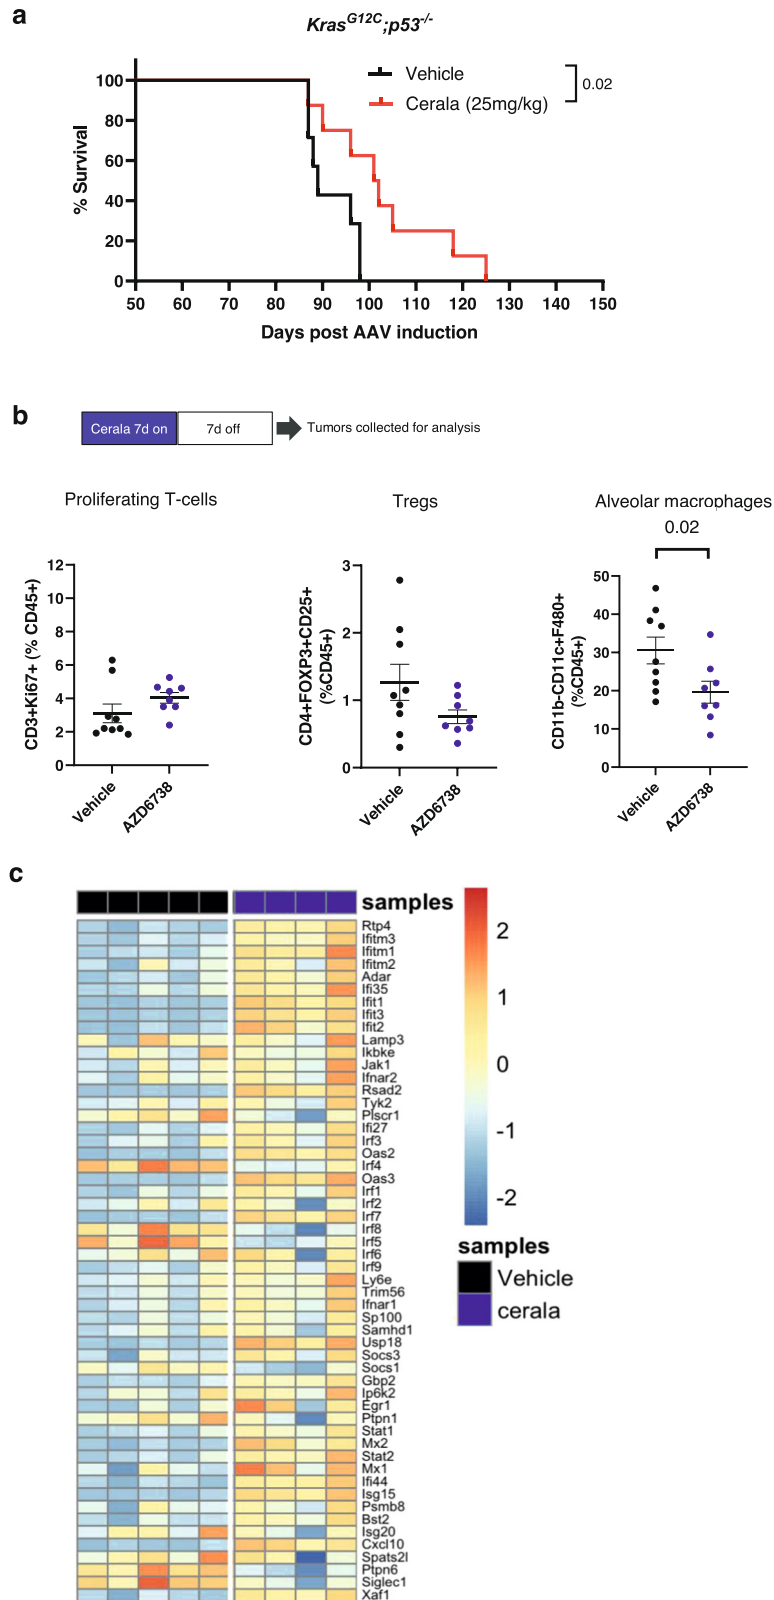 a
Kras^G12C;p53^-/-
Vehicle
Cerala (25mg/kg)
0.02
% Survival
100
80
60
40
20
0
50 60 70 80 90 100 110 120 130 140 150
Days post AAV induction
b
Cerala 7d on
7d off
Tumors collected for analysis
Proliferating T-cells
CD3+Ki67+ (% CD45+)
12
10
8
6
4
2
0
Vehicle
AZD6738
Tregs
CD4+FOXP3+CD25+
(%CD45+)
3
2
1
0
Vehicle
AZD6738
Alveolar macrophages
0.02
CD11b-CD11c+F480+
(%CD45+)
50
40
30
20
10
0
Vehicle
AZD6738
c
samples
Rtp4
Ifitm3
Ifitm1
Ifitm2
Adar
Ifi35
Ifit1
Ifit3
Ifit2
Lamp3
Ikbke
Jak1
Ifnar2
Rsad2
Tyk2
Plscr1
Ifi27
Irf3
Oas2
Irf4
Oas3
Irf1
Irf2
Irf7
Irf8
Irf5
Irf6
Irf9
Ly6e
Trim56
Ifnar1
Sp100
Samhd1
Usp18
Socs3
Socs1
Gbp2
Ip6k2
Egr1
Ptpn1
Stat1
Mx2
Stat2
Mx1
Ifi44
Isg15
Psmb8
Bst2
Isg20
Cxcl10
Spats2l
Ptpn6
Siglec1
Xaf1
2
1
0
-1
-2
samples
Vehicle
cerala